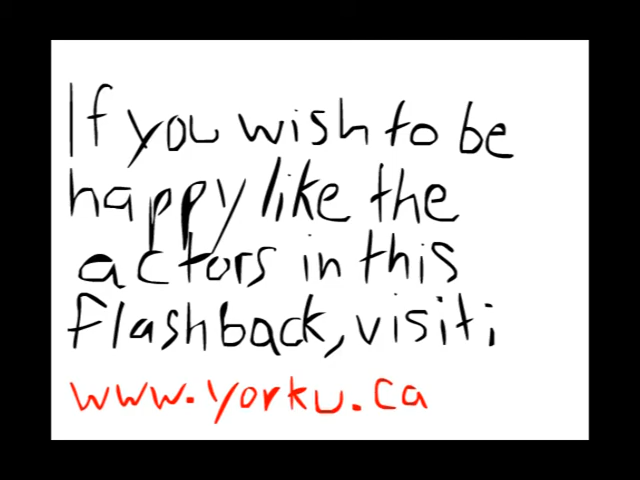 If you wish to be
happy like the
actors in this
flashback, visit;
www.yorku.ca